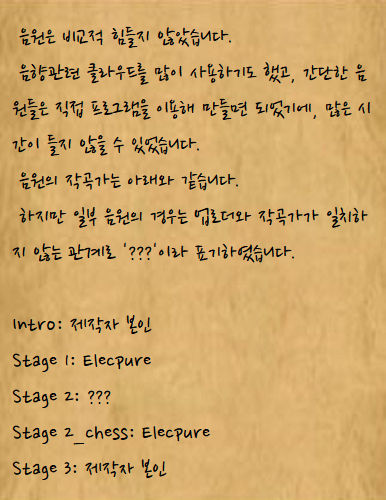 음원은 비교적 힘들지 않았습니다.
음향관련 클라우드를 많이 사용하기도 했고, 간단한 음
원들은 직접 프로그램을 이용해 만들면 되었기에, 많은 시
간이 들지 않을 수 있었습니다.
음원의 작곡가는 아래와 같습니다.
하지만 일부 음원의 경우는 업로더와 작곡가가 일치하
지 않는 관계로 '???'이라 표기하였습니다.
Intro: 제작자 본인
Stage 1: Elecpure
Stage 2: ???
Stage 2_chess: Elecpure
Stage 3: 제작자 본인